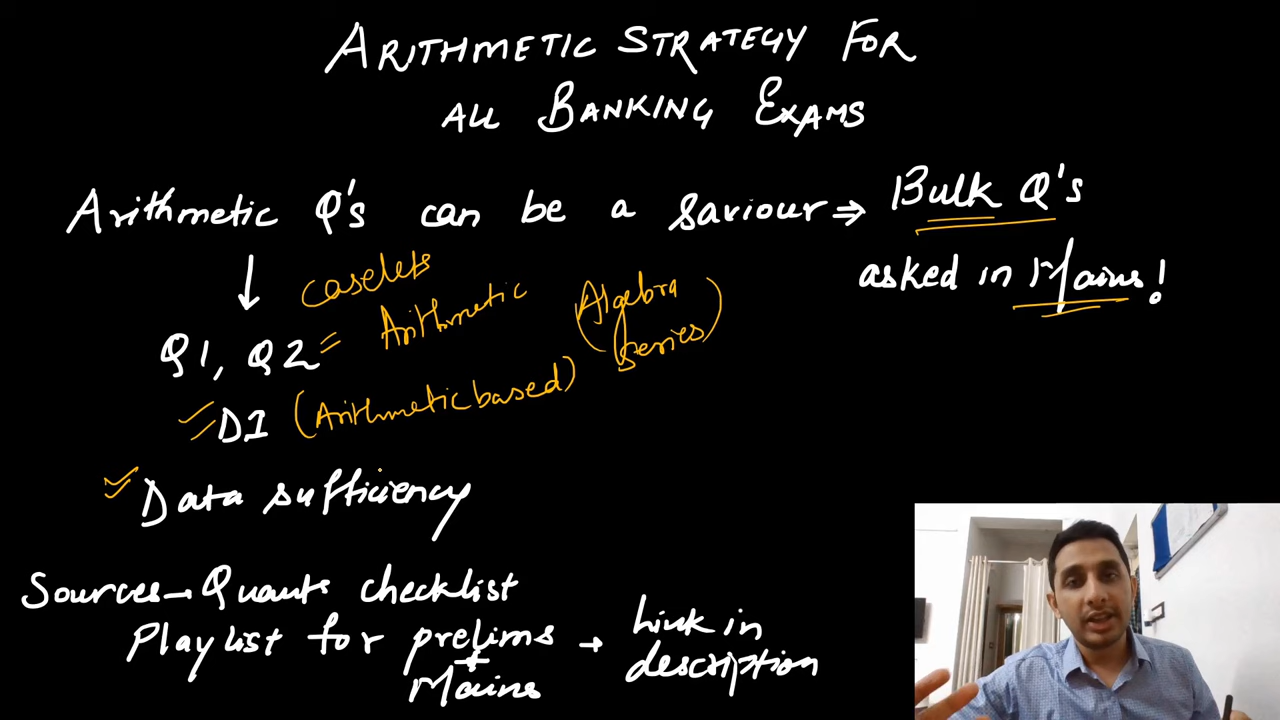 ARITHMETIC STRATEGY FOR
ALL BANKING EXAMS
Arithmetic Q's can be a saviour ⇒ Bulk Q's
asked in Mains!
↓
caselets
Q1, Q2 = Arithmetic (Algebra
series)
DI (Arithmetic based)
Data sufficiency
Sources → Quants checklist
Playlist for prelims → Link in
+
Mains
description